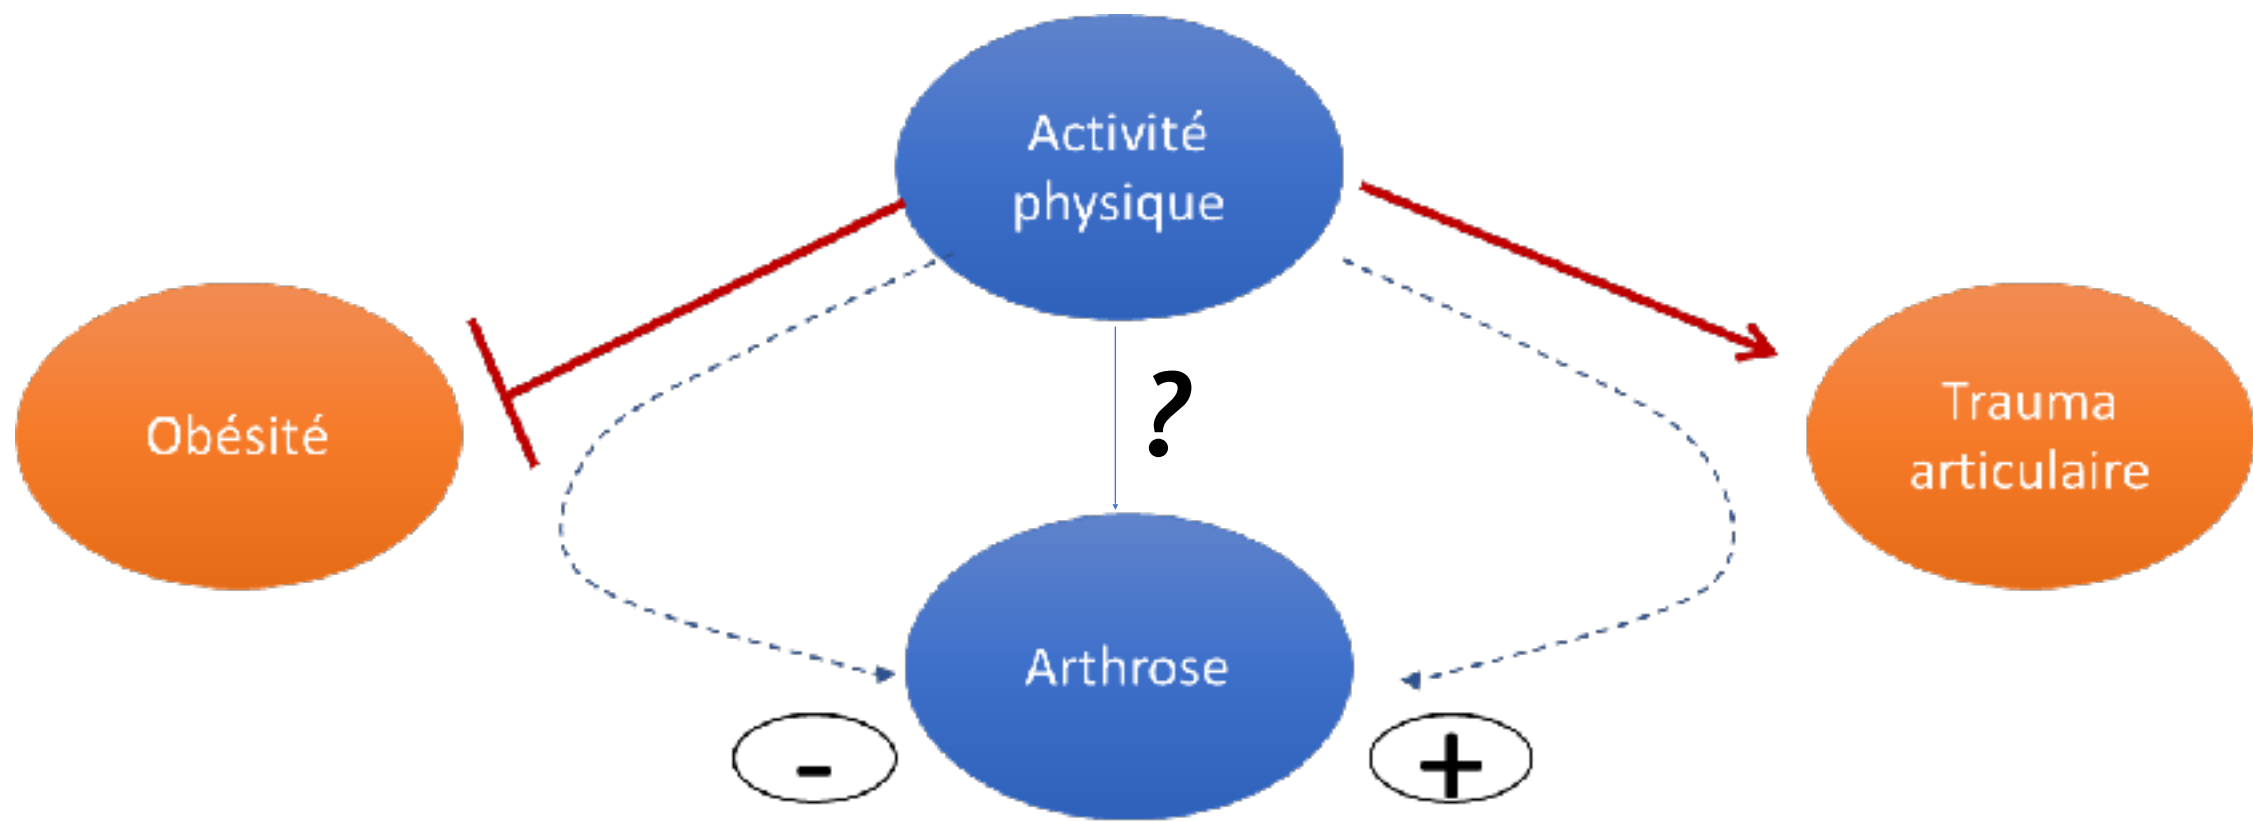 Activité
physique
?
Obésité
Trauma
articulaire
Arthrose
-
+